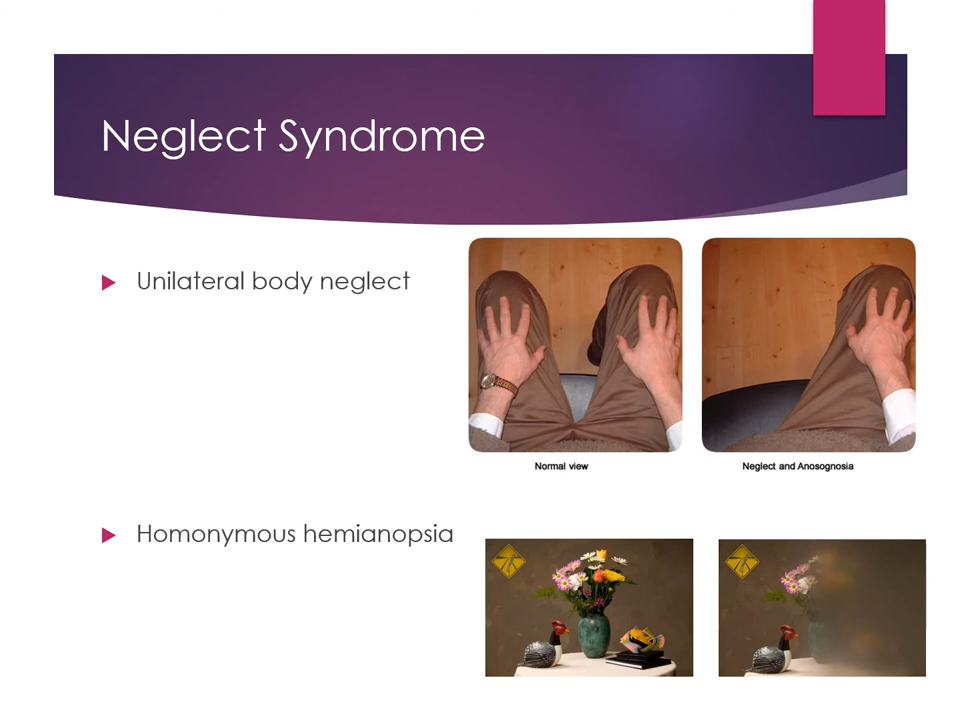 Neglect Syndrome
Unilateral body neglect
Normal view
Neglect and Anosognosia
Homonymous hemianopsia